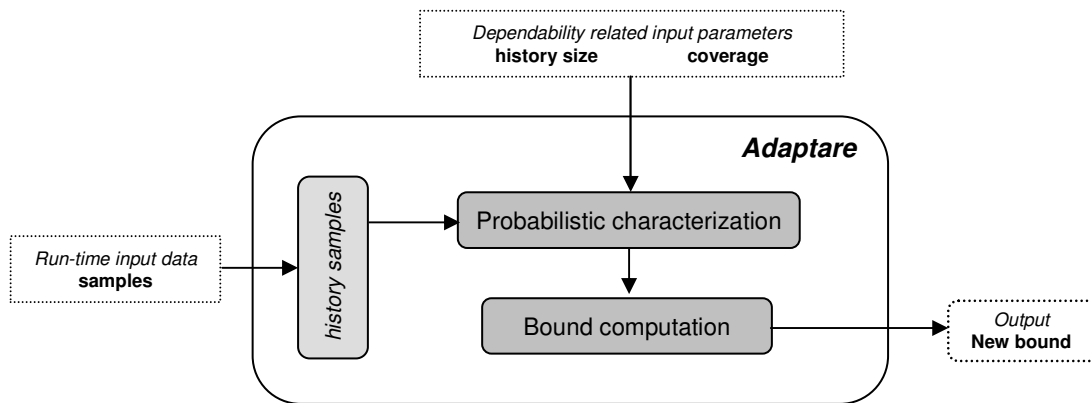 Dependability related input parameters
history size coverage
Adaptare
history samples
Probabilistic characterization
Run-time input data
samples
Bound computation
Output
New bound